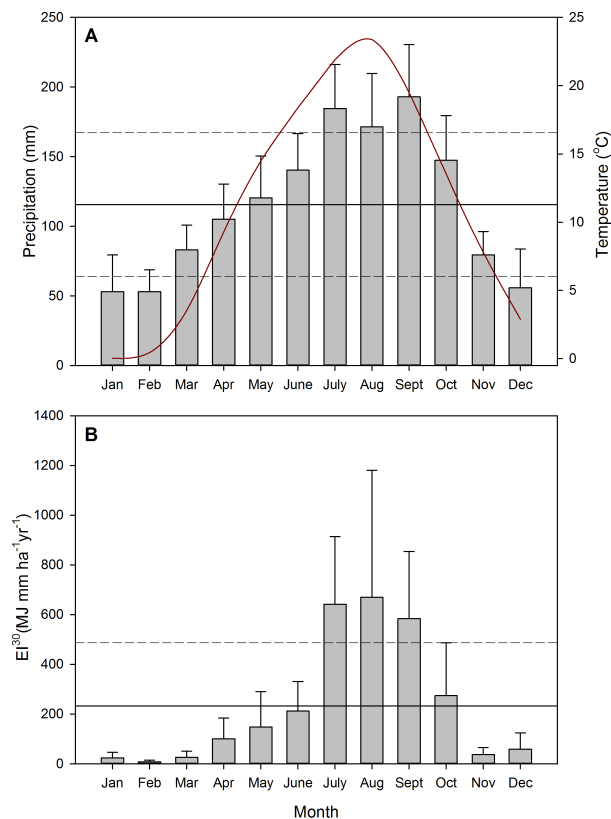 A
Precipitation (mm)
250
200
150
100
50
0
Temperature (°C)
25
20
15
10
5
0
Jan Feb Mar Apr May June July Aug Sept Oct Nov Dec
B
EI³⁰(MJ mm ha⁻¹yr⁻¹)
1400
1200
1000
800
600
400
200
0
Jan Feb Mar Apr May June July Aug Sept Oct Nov Dec
Month